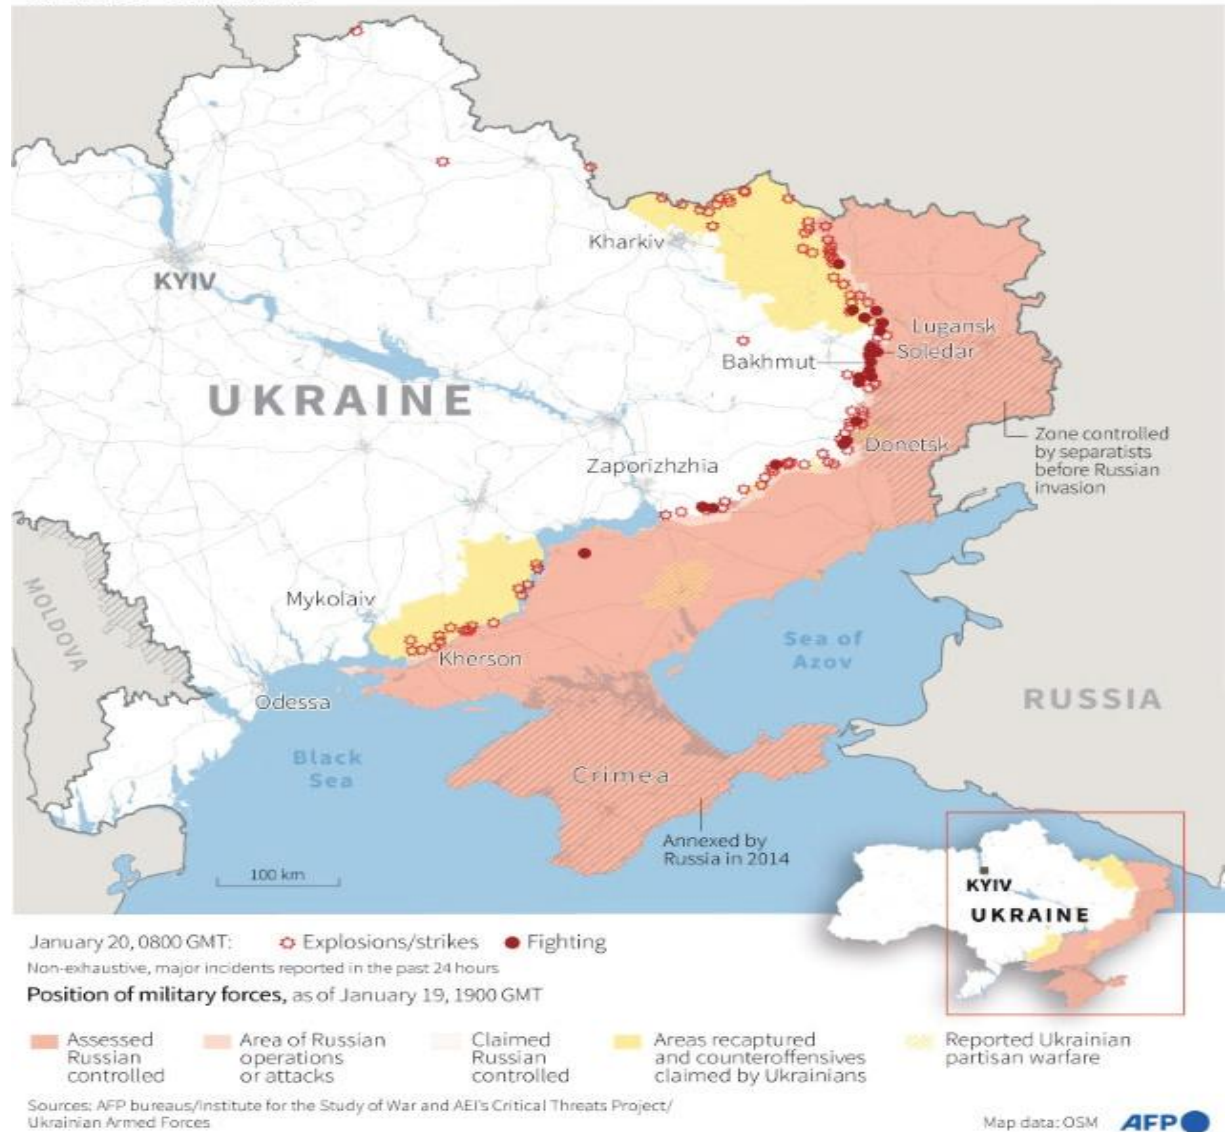 KYIV
Kharkiv
Lugansk
Soledar
Bakhmut
UKRAINE
Donetsk
Zone controlled
by separatists
before Russian
invasion
Zaporizhzhia
MOLDOVA
Mykolaiv
Kherson
Sea of
Azov
RUSSIA
Odessa
Black
Sea
Crimea
Annexed by
Russia in 2014
100 km
KYIV
UKRAINE
January 20, 0800 GMT:
Explosions/strikes
Fighting
Non-exhaustive, major incidents reported in the past 24 hours
Position of military forces, as of January 19, 1900 GMT
Assessed
Russian
controlled
Area of Russian
operations
or attacks
Claimed
Russian
controlled
Areas recaptured
and counteroffensives
claimed by Ukrainians
Reported Ukrainian
partisan warfare
Sources: AFP bureaus/Institute for the Study of War and AEI's Critical Threats Project/
Ukrainian Armed Forces
Map data: OSM
AFP